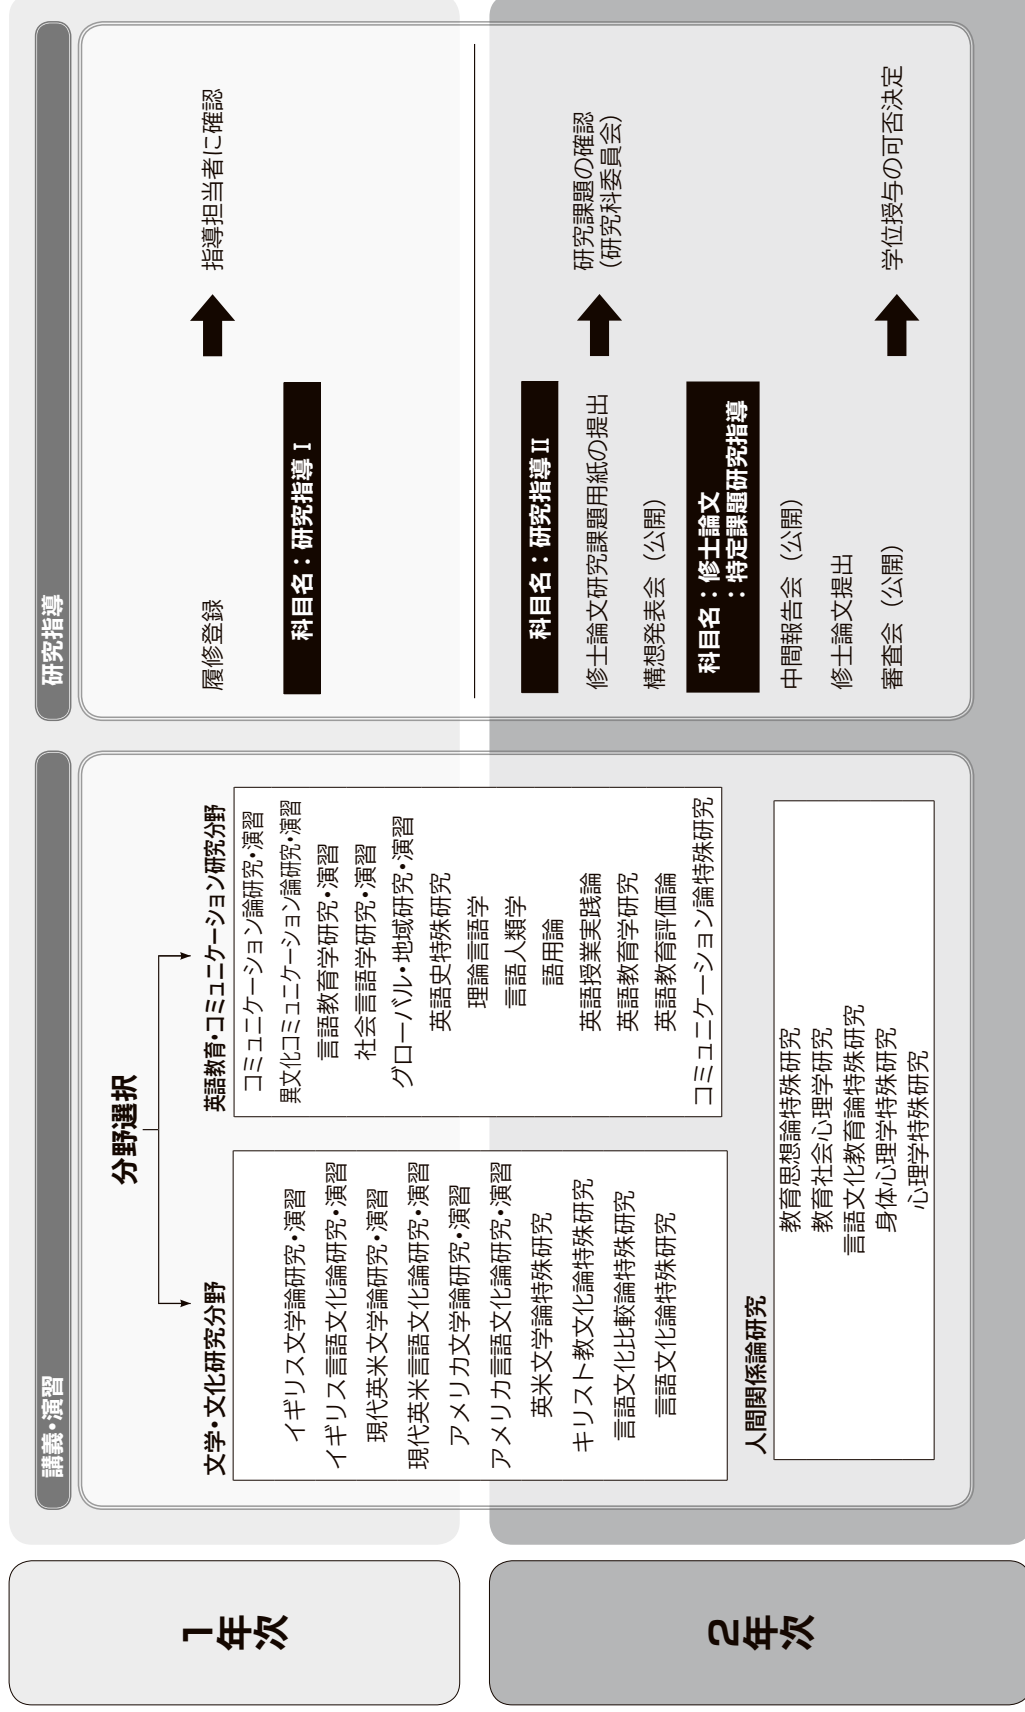 1年次
2年次
講義・演習
分野選択
文学・文化研究分野
イギリス文学論研究・演習
イギリス言語文化論研究・演習
現代英米文学論研究・演習
現代英米言語文化論研究・演習
アメリカ文学論研究・演習
アメリカ言語文化論研究・演習
英米文学論特殊研究
キリスト教文化論特殊研究
言語文化比較論特殊研究
言語文化論特殊研究
英語教育・コミュニケーション研究分野
コミュニケーション論研究・演習
異文化コミュニケーション論研究・演習
言語教育学研究・演習
社会言語学研究・演習
グローバル・地域研究・演習
英語史特殊研究
理論言語学
言語人類学
語用論
英語授業実践論
英語教育学研究
英語教育評価論
コミュニケーション論特殊研究
人間関係論研究
教育思想論特殊研究
教育社会心理学研究
言語文化教育論特殊研究
身体心理学特殊研究
心理学特殊研究
研究指導
履修登録
指導担当者に確認
科目名：研究指導Ⅰ
科目名：研究指導Ⅱ
修士論文研究課題用紙の提出
研究課題の確認
（研究科委員会）
構想発表会（公開）
科目名：修士論文
：特定課題研究指導
中間報告会（公開）
修士論文提出
審査会（公開）
学位授与の可否決定